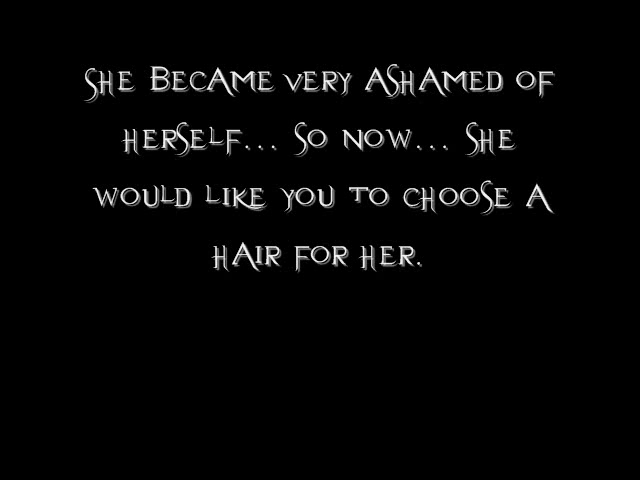 She Became very ashamed of
herself... So now... She
would like you to choose a
hair for her.